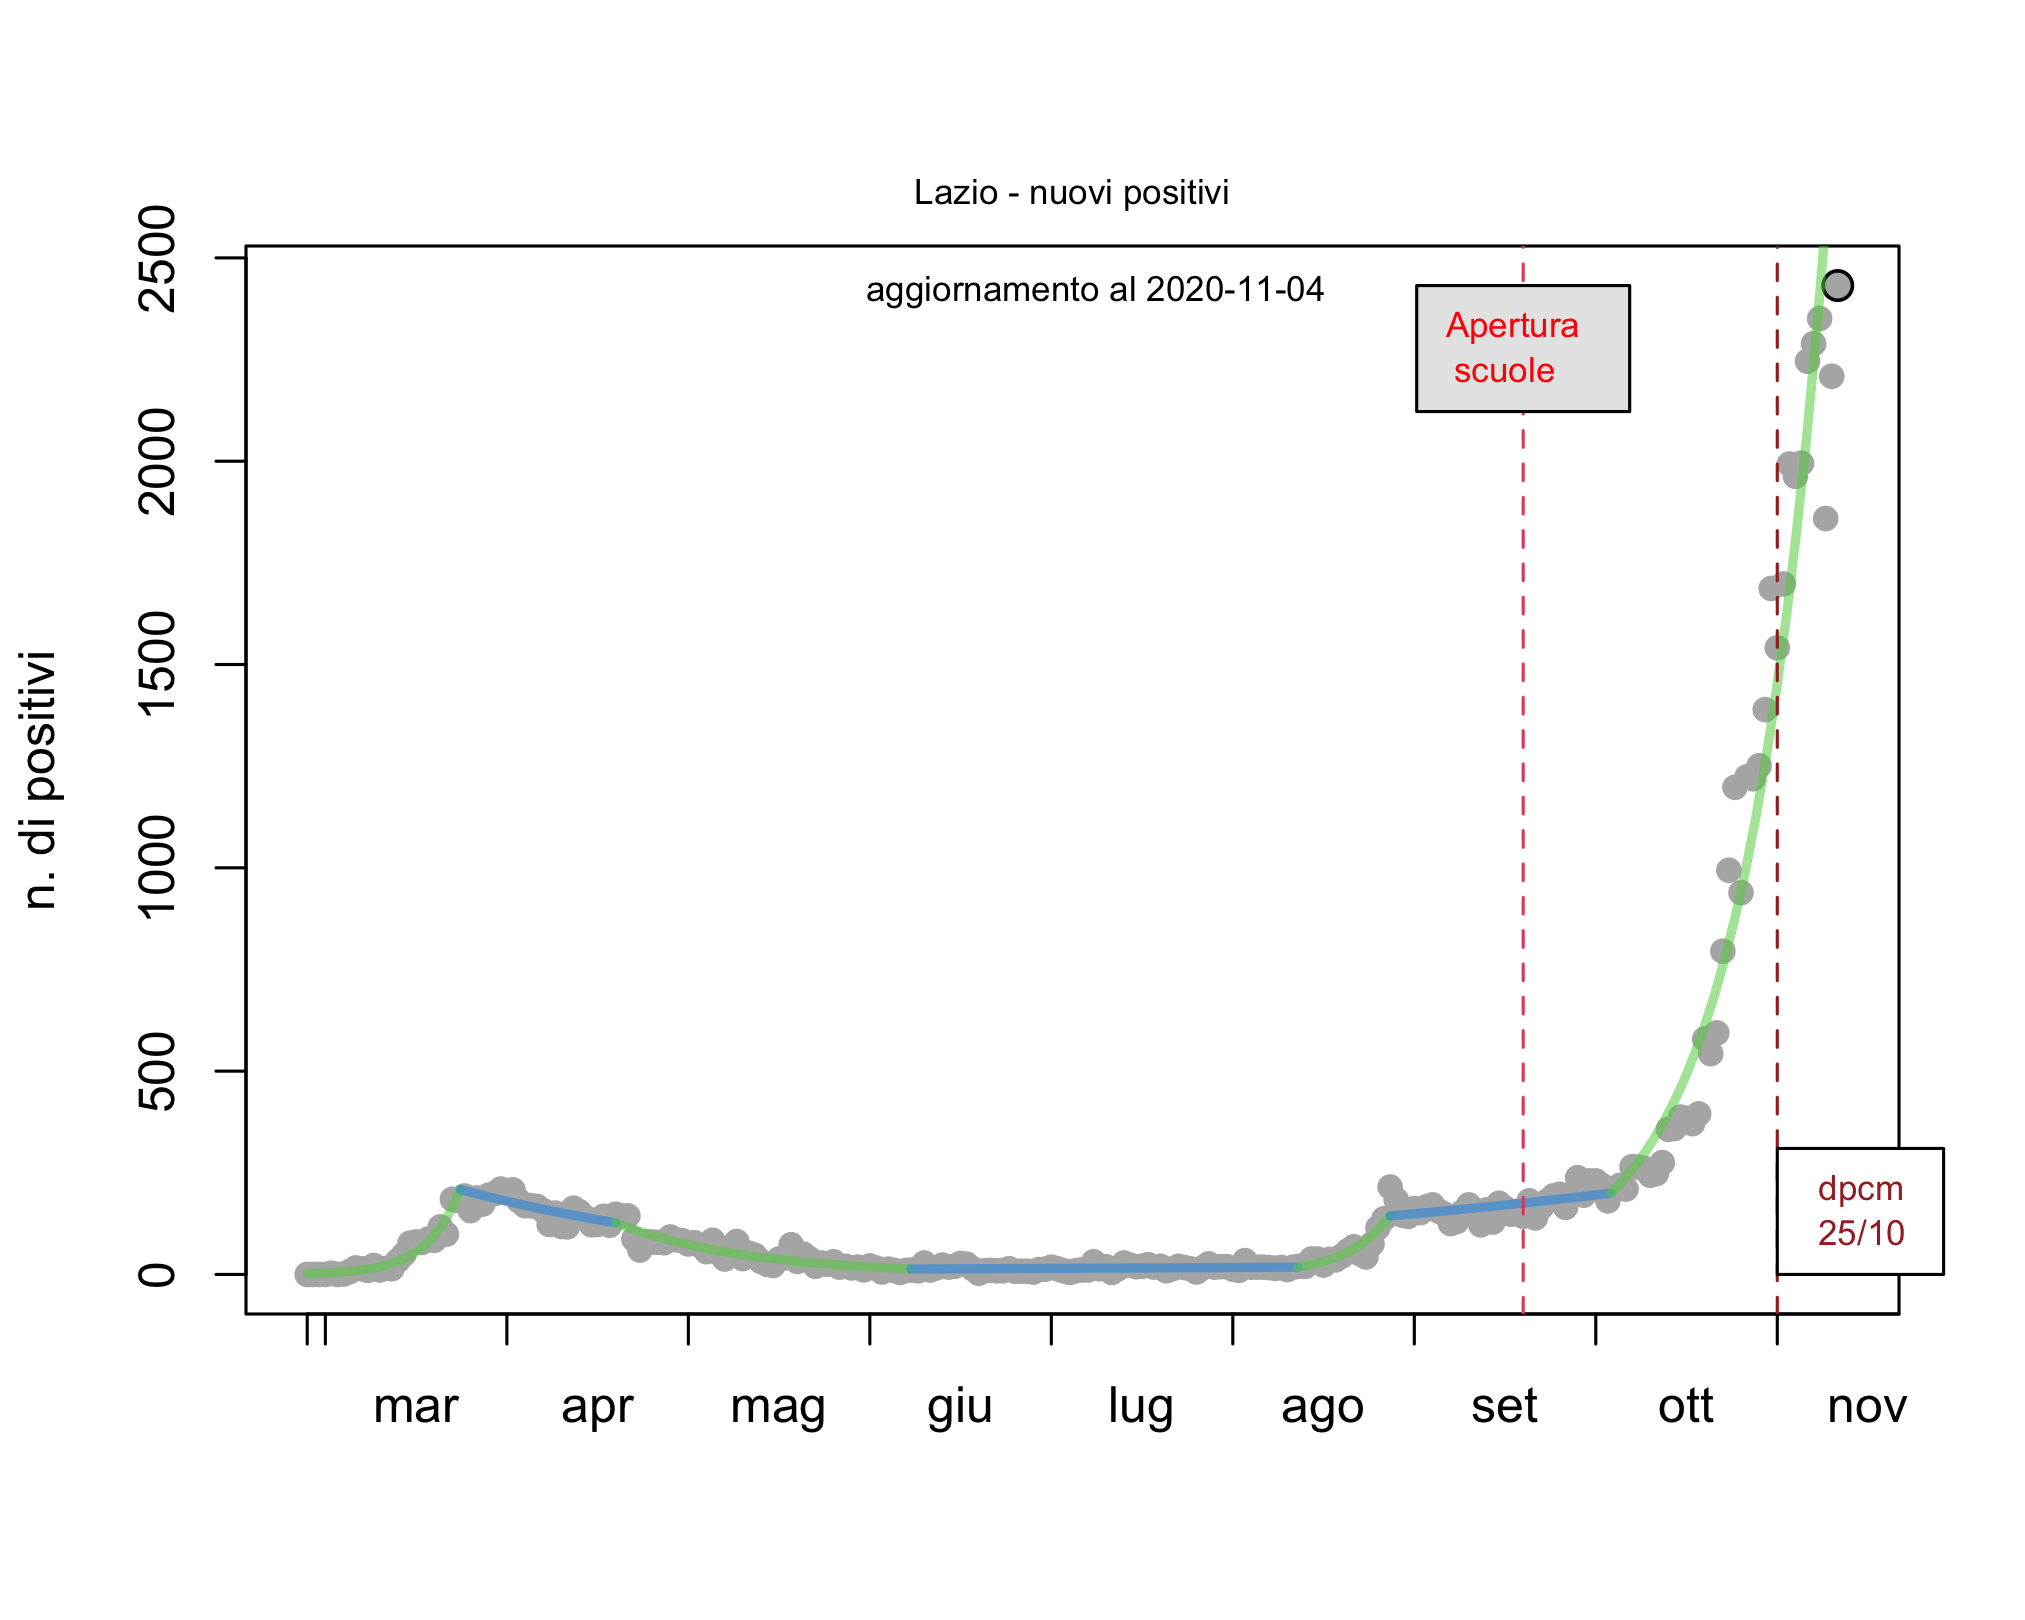 Lazio - nuovi positivi
aggiornamento al 2020-11-04
Apertura
scuole
n. di positivi
2500
2000
1500
1000
500
0
dpcm
25/10
mar apr mag giu lug ago set ott nov